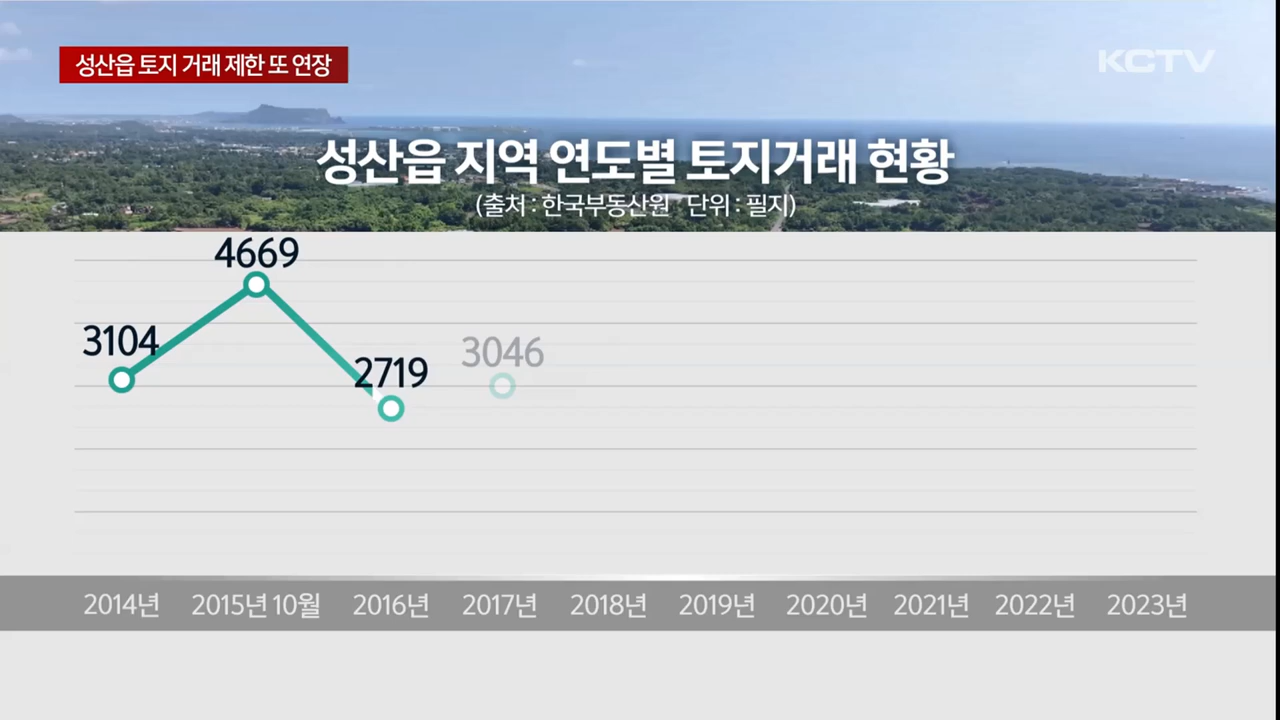 성산읍 토지 거래 제한 또 연장
KCTV
성산읍 지역 연도별 토지거래 현황
(출처 : 한국부동산원 단위 : 필지)
4669
3104
2719
3046
2014년 2015년 10월 2016년 2017년 2018년 2019년 2020년 2021년 2022년 2023년